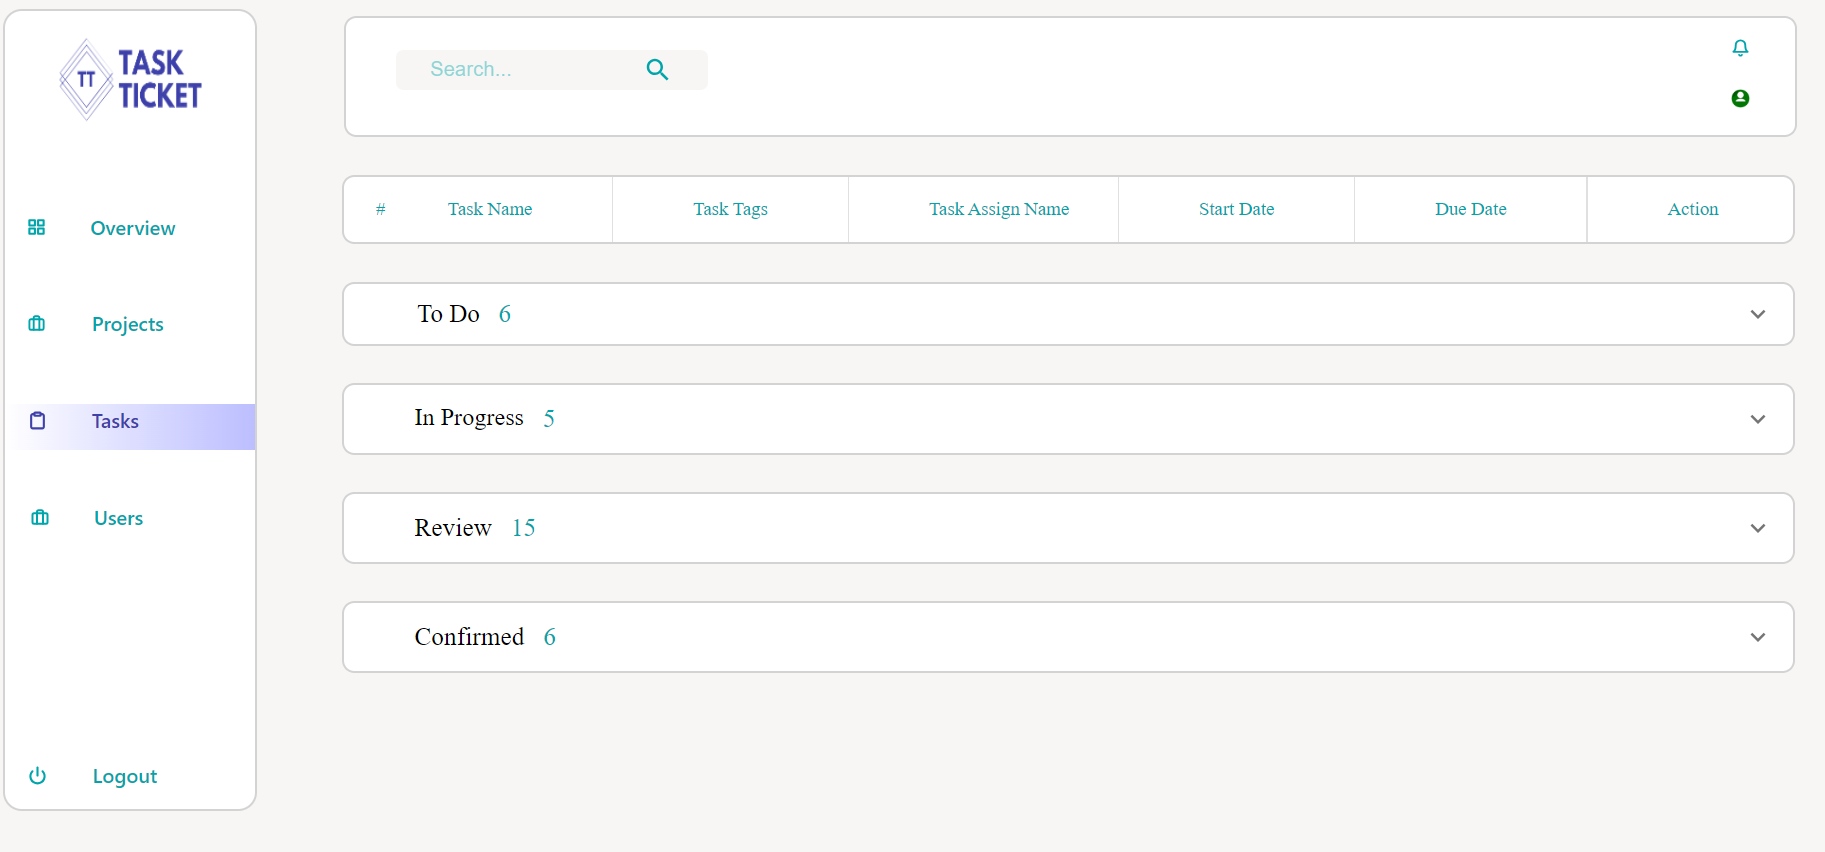 TT
TASK
TICKET
Overview
Projects
Tasks
Users
Logout
Search...
# Task Name Task Tags Task Assign Name Start Date Due Date Action
To Do 6
In Progress 5
Review 15
Confirmed 6